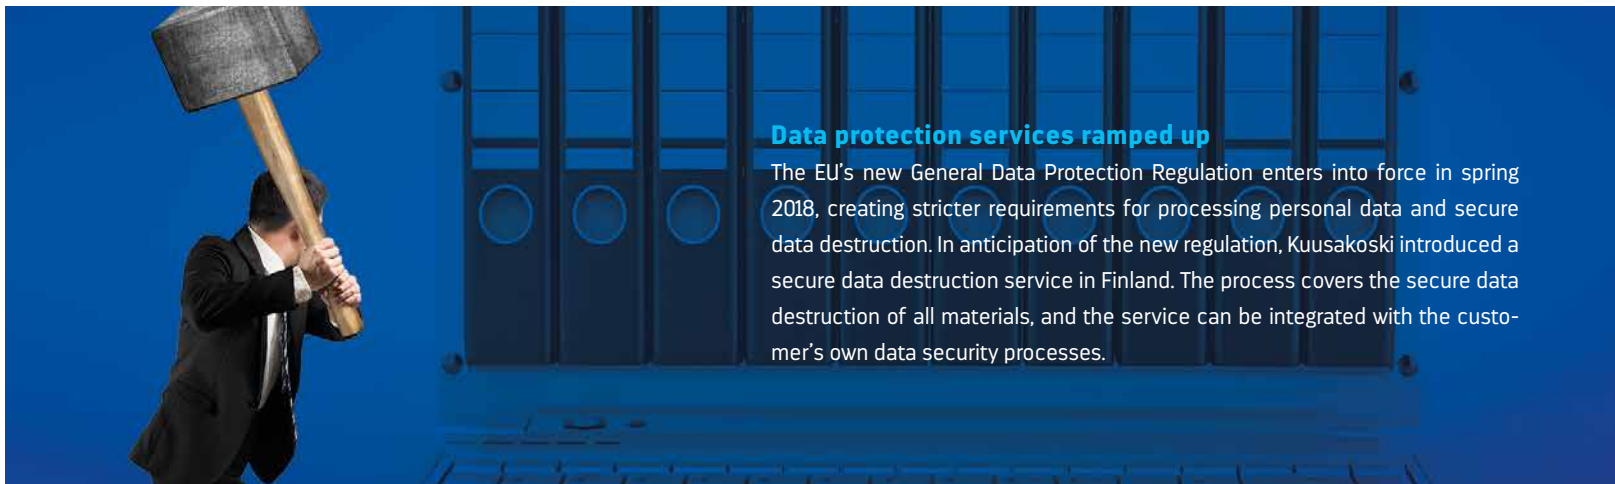 Data protection services ramped up
The EU's new General Data Protection Regulation enters into force in spring
2018, creating stricter requirements for processing personal data and secure
data destruction. In anticipation of the new regulation, Kuusakoski introduced a
secure data destruction service in Finland. The process covers the secure data
destruction of all materials, and the service can be integrated with the custo-
mer's own data security processes.